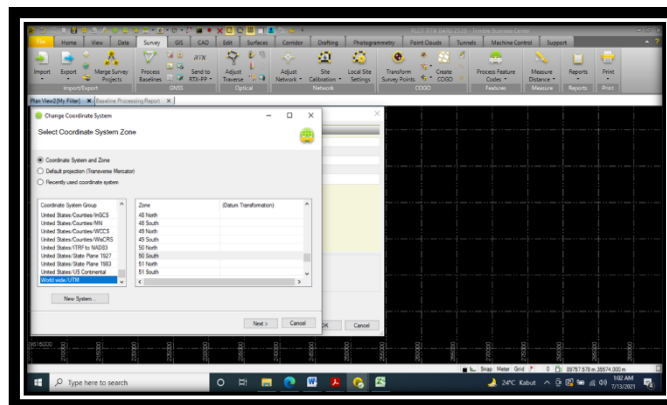 File Home View Data Survey GIS CAD Edit Surfaces Corridor Drafting Photogrammetry Point Clouds Tunnels Machine Control Support
Import Export Merge Survey Projects Process Baselines RTX Send to RTX-PP Adjust Traverse Adjust Network Site Calibration Local Site Settings Transform Survey Points Create COGO Process Feature Codes Measure Distance Reports Print
Import/Export GNSS Optical Network COGO Features Measure Reports Print
Plan View2[My Filter] Baseline Processing Report
Change Coordinate System
Select Coordinate System Zone
Coordinate System and Zone
Default projection (Transverse Mercator)
Recently used coordinate system
Coordinate System Group Zone (Datum Transformation)
United States/Counties/InGCS 48 North
United States/Counties/MN 48 South
United States/Counties/WCCS 49 North
United States/Counties/WisCRS 49 South
United States/ITRF to NAD83 50 North
United States/State Plane 1927 50 South
United States/State Plane 1983 51 North
United States/US Continental 51 South
World wide/UTM
New System...
Next > Cancel
OK Cancel
Snap Meter Grid
Type here to search
24°C Kabut
1:02 AM
7/13/2021